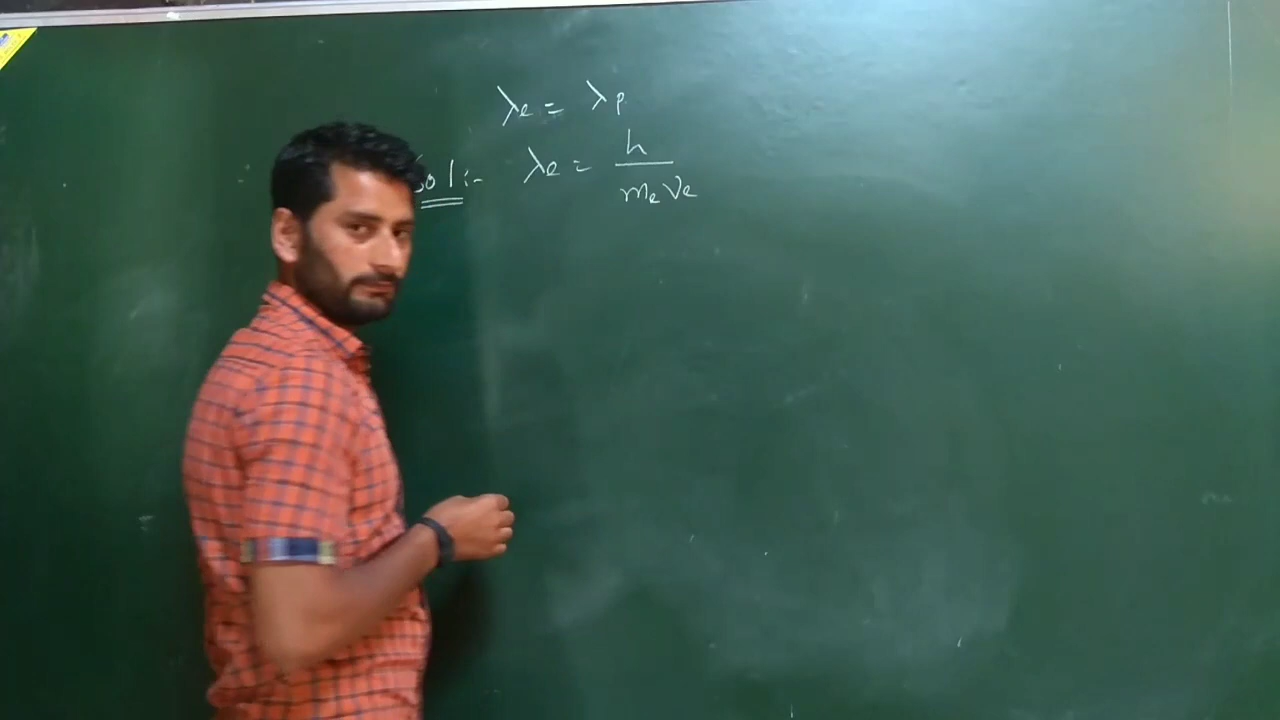 λe = λp
Sol:- λe = h / meve